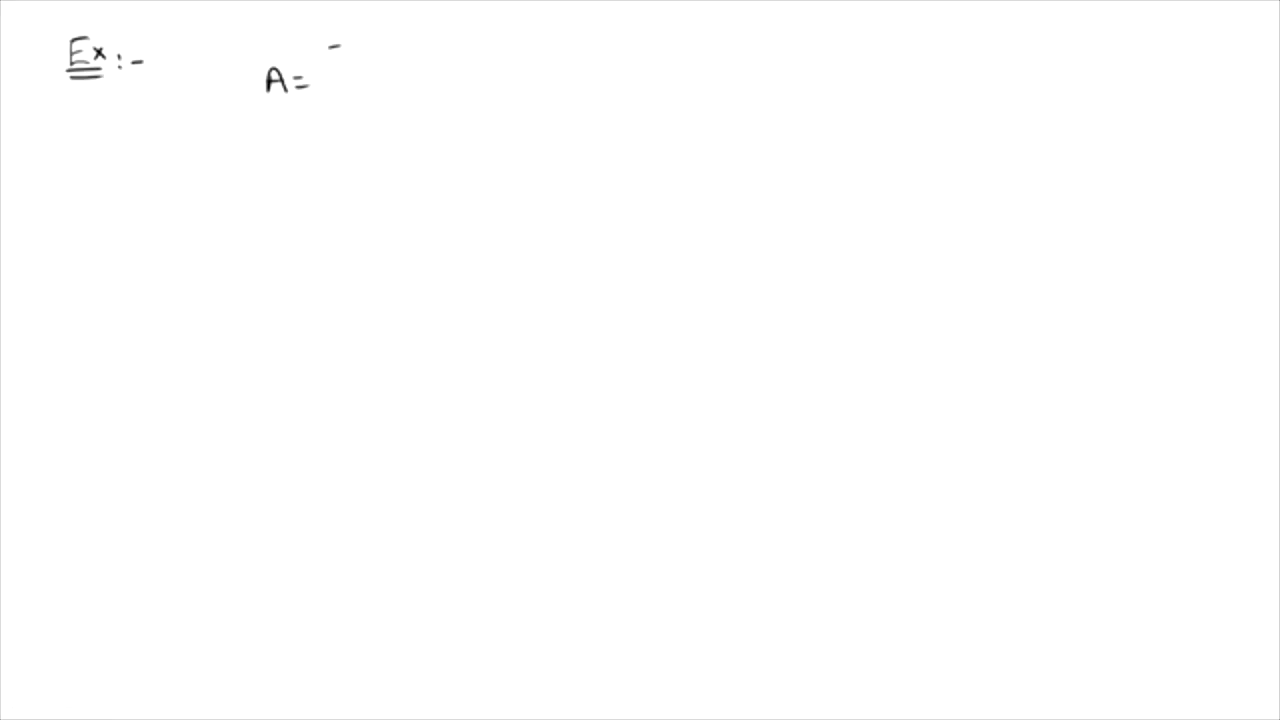 Ex :-
A =